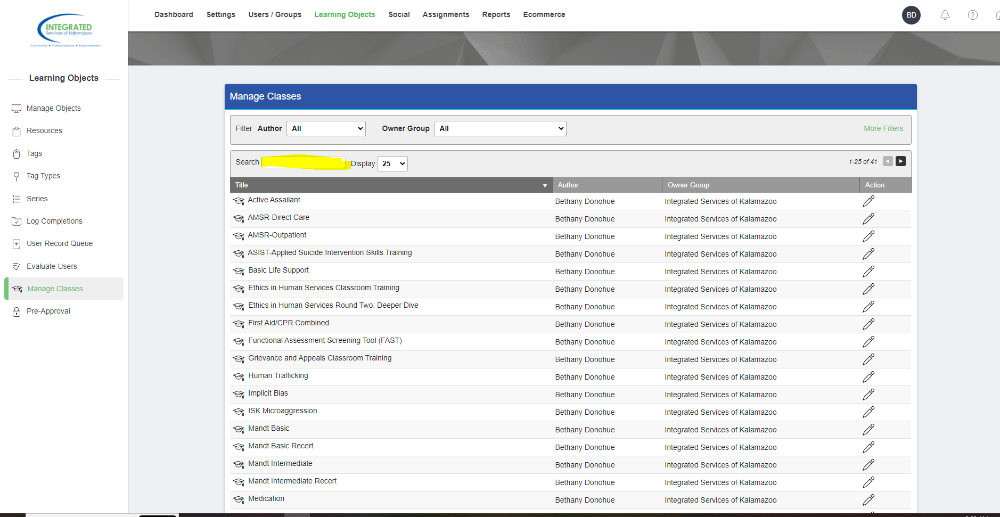 INTEGRATED
Services of Kalamazoo
Community • Independence • Empowerment
Dashboard Settings Users / Groups Learning Objects Social Assignments Reports Ecommerce
BD
Learning Objects
Manage Objects
Resources
Tags
Tag Types
Series
Log Completions
User Record Queue
Evaluate Users
Manage Classes
Pre-Approval
Manage Classes
Filter Author All Owner Group All More Filters
Search Display 25 1-25 of 41
Title Author Owner Group Action
Active Assailant Bethany Donohue Integrated Services of Kalamazoo
AMSR-Direct Care Bethany Donohue Integrated Services of Kalamazoo
AMSR-Outpatient Bethany Donohue Integrated Services of Kalamazoo
ASIST-Applied Suicide Intervention Skills Training Bethany Donohue Integrated Services of Kalamazoo
Basic Life Support Bethany Donohue Integrated Services of Kalamazoo
Ethics in Human Services Classroom Training Bethany Donohue Integrated Services of Kalamazoo
Ethics in Human Services Round Two: Deeper Dive Bethany Donohue Integrated Services of Kalamazoo
First Aid/CPR Combined Bethany Donohue Integrated Services of Kalamazoo
Functional Assessment Screening Tool (FAST) Bethany Donohue Integrated Services of Kalamazoo
Grievance and Appeals Classroom Training Bethany Donohue Integrated Services of Kalamazoo
Human Trafficking Bethany Donohue Integrated Services of Kalamazoo
Implicit Bias Bethany Donohue Integrated Services of Kalamazoo
ISK Microaggression Bethany Donohue Integrated Services of Kalamazoo
Mandt Basic Bethany Donohue Integrated Services of Kalamazoo
Mandt Basic Recert Bethany Donohue Integrated Services of Kalamazoo
Mandt Intermediate Bethany Donohue Integrated Services of Kalamazoo
Mandt Intermediate Recert Bethany Donohue Integrated Services of Kalamazoo
Medication Bethany Donohue Integrated Services of Kalamazoo